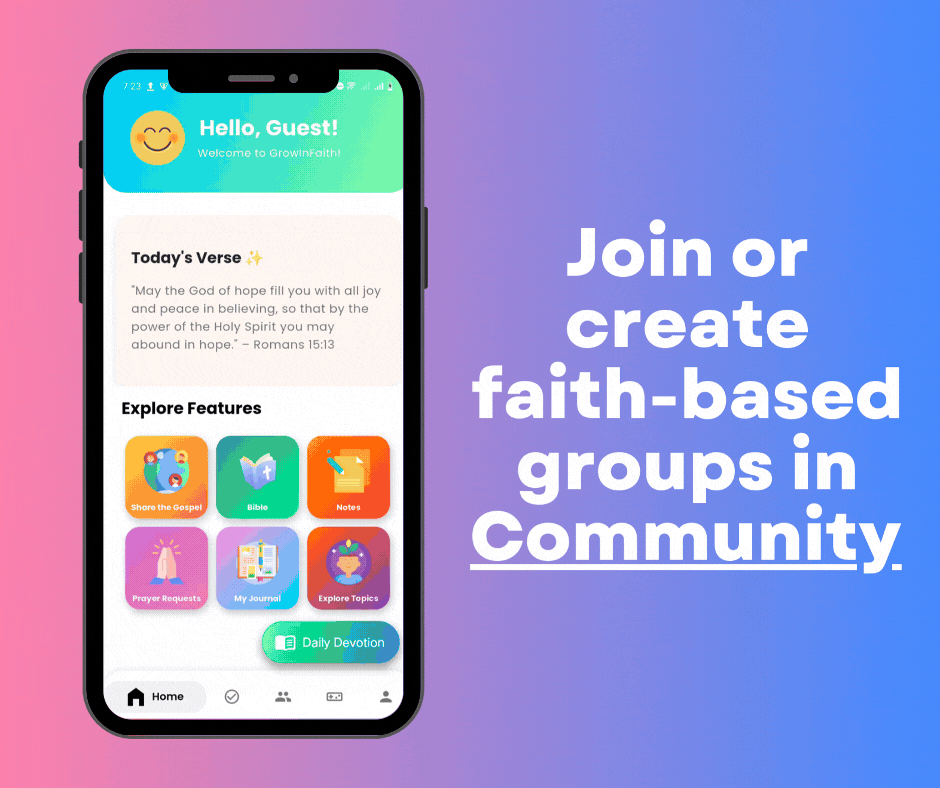 7:23
Hello, Guest!
Welcome to GrowInFaith!
Today's Verse ✨
"May the God of hope fill you with all joy
and peace in believing, so that by the
power of the Holy Spirit you may
abound in hope." – Romans 15:13
Explore Features
Share the Gospel
Bible
Notes
Prayer Requests
My Journal
Explore Topics
Daily Devotion
Home
Join or
create
faith-based
groups in
Community